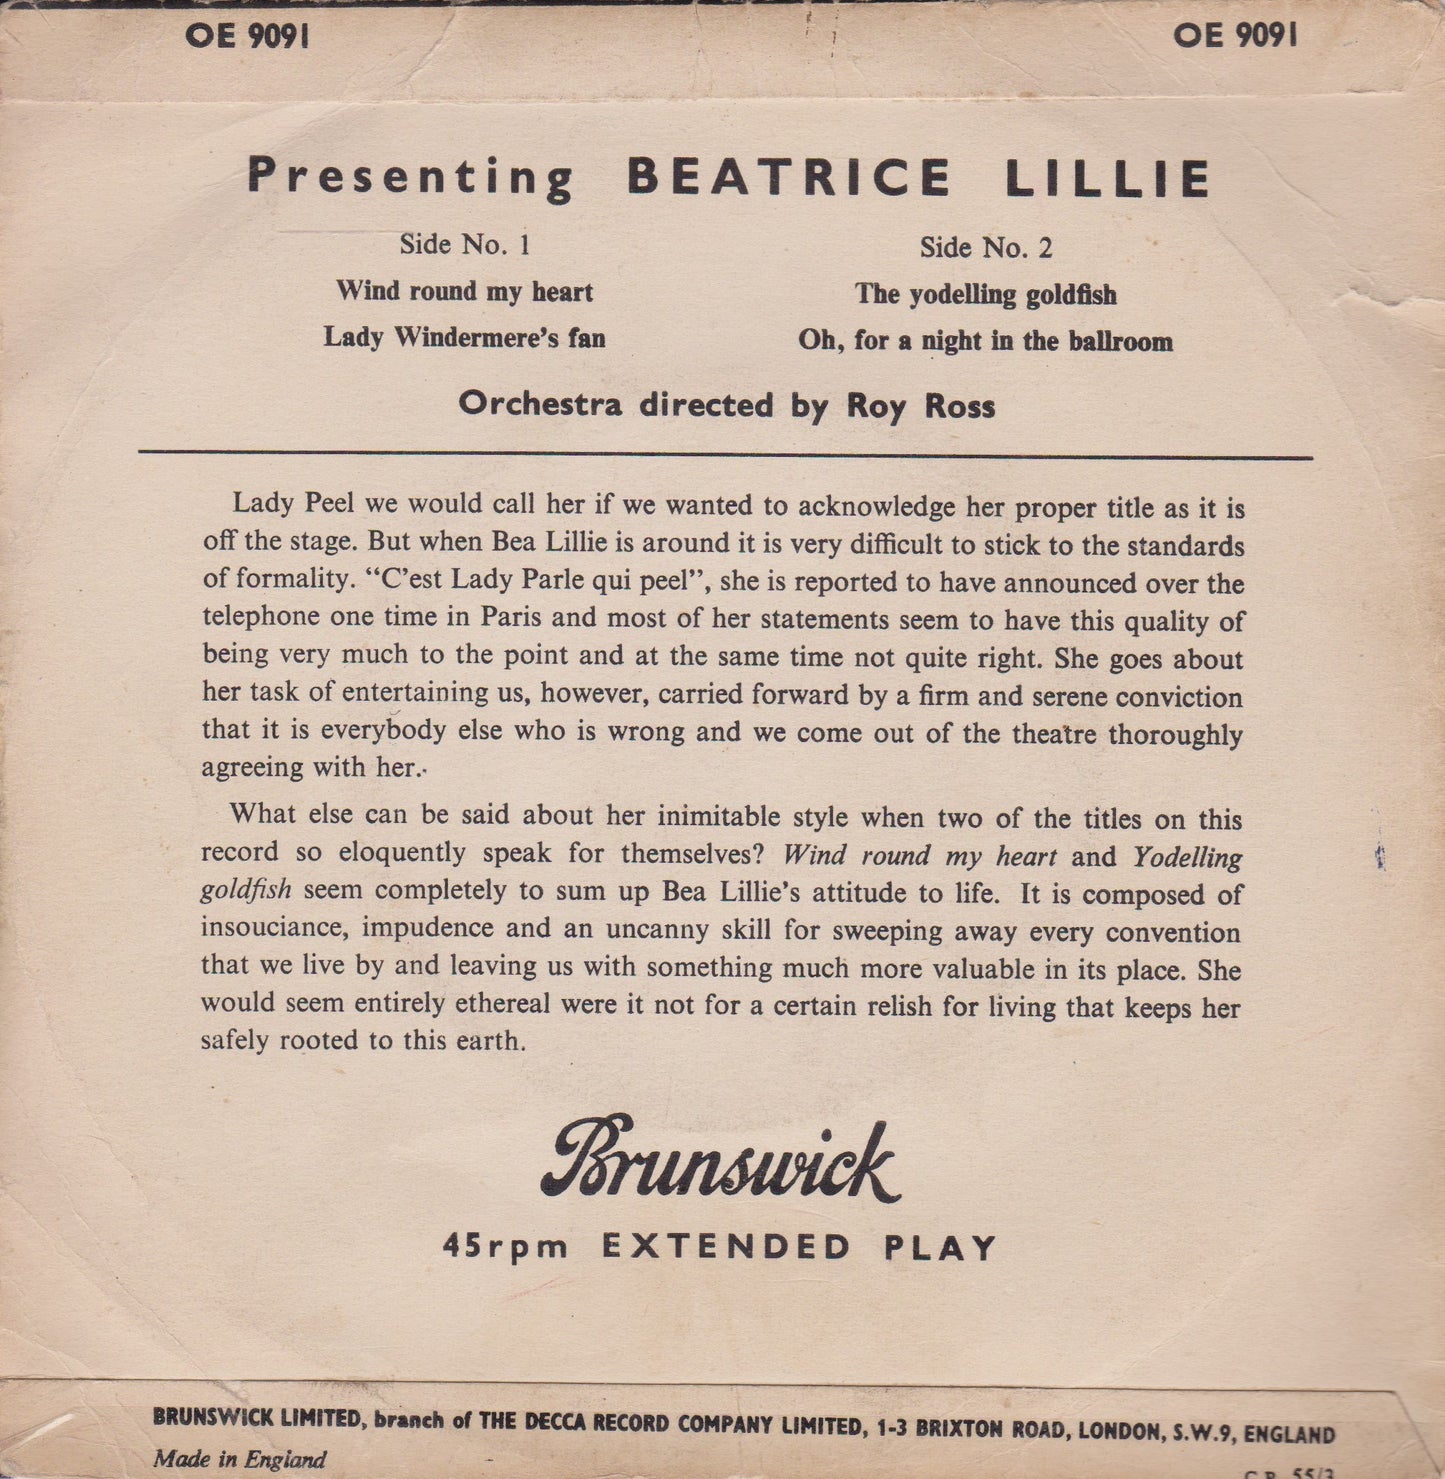 OE 9091 OE 9091
Presenting BEATRICE LILLIE
Side No. 1
Wind round my heart
Lady Windermere's fan
Side No. 2
The yodelling goldfish
Oh, for a night in the ballroom
Orchestra directed by Roy Ross
Lady Peel we would call her if we wanted to acknowledge her proper title as it is
off the stage. But when Bea Lillie is around it is very difficult to stick to the standards
of formality. “C'est Lady Parle qui peel”, she is reported to have announced over the
telephone one time in Paris and most of her statements seem to have this quality of
being very much to the point and at the same time not quite right. She goes about
her task of entertaining us, however, carried forward by a firm and serene conviction
that it is everybody else who is wrong and we come out of the theatre thoroughly
agreeing with her.
What else can be said about her inimitable style when two of the titles on this
record so eloquently speak for themselves? Wind round my heart and Yodelling
goldfish seem completely to sum up Bea Lillie's attitude to life. It is composed of
insouciance, impudence and an uncanny skill for sweeping away every convention
that we live by and leaving us with something much more valuable in its place. She
would seem entirely ethereal were it not for a certain relish for living that keeps her
safely rooted to this earth.
Brunswick
45rpm EXTENDED PLAY
BRUNSWICK LIMITED, branch of THE DECCA RECORD COMPANY LIMITED, 1-3 BRIXTON ROAD, LONDON, S.W.9, ENGLAND
Made in England